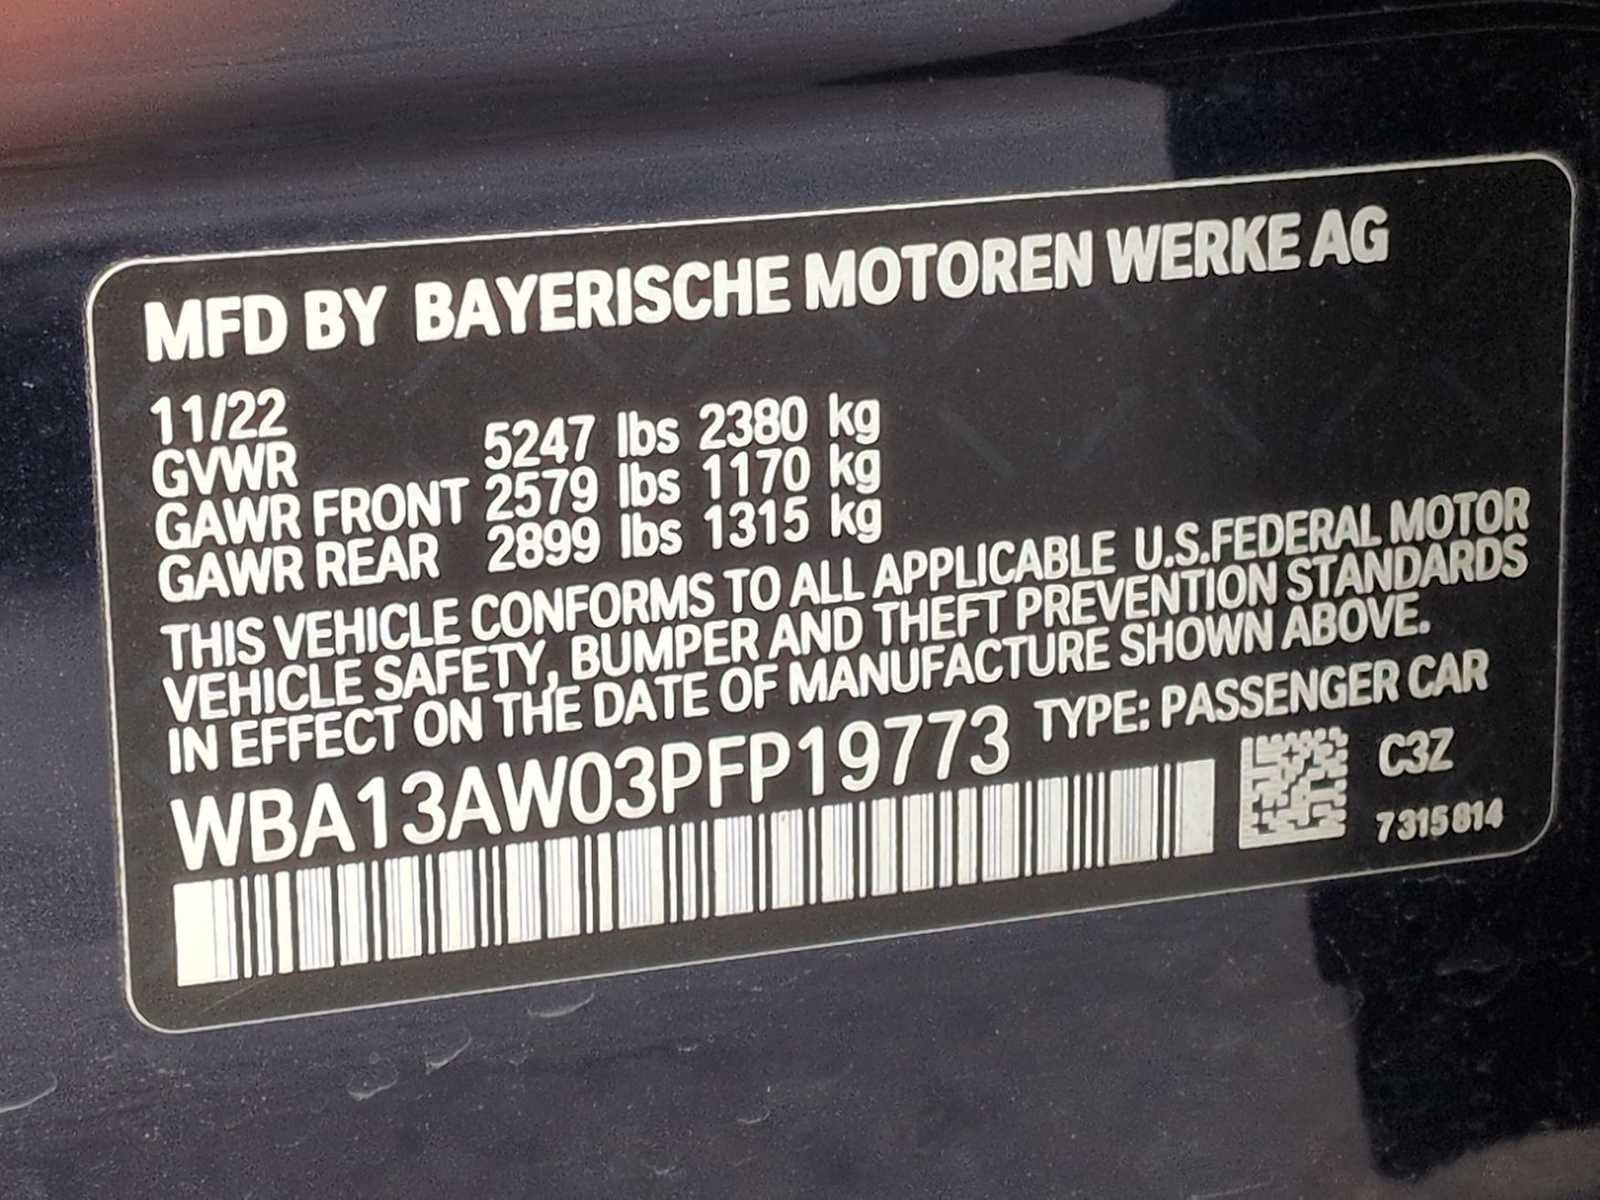 MFD BY BAYERISCHE MOTOREN WERKE AG
11/22
GVWR 5247 lbs 2380 kg
GAWR FRONT 2579 lbs 1170 kg
GAWR REAR 2899 lbs 1315 kg
THIS VEHICLE CONFORMS TO ALL APPLICABLE U.S.FEDERAL MOTOR
VEHICLE SAFETY, BUMPER AND THEFT PREVENTION STANDARDS
IN EFFECT ON THE DATE OF MANUFACTURE SHOWN ABOVE.
WBA13AW03PFP19773 TYPE: PASSENGER CAR
C3Z
7315814